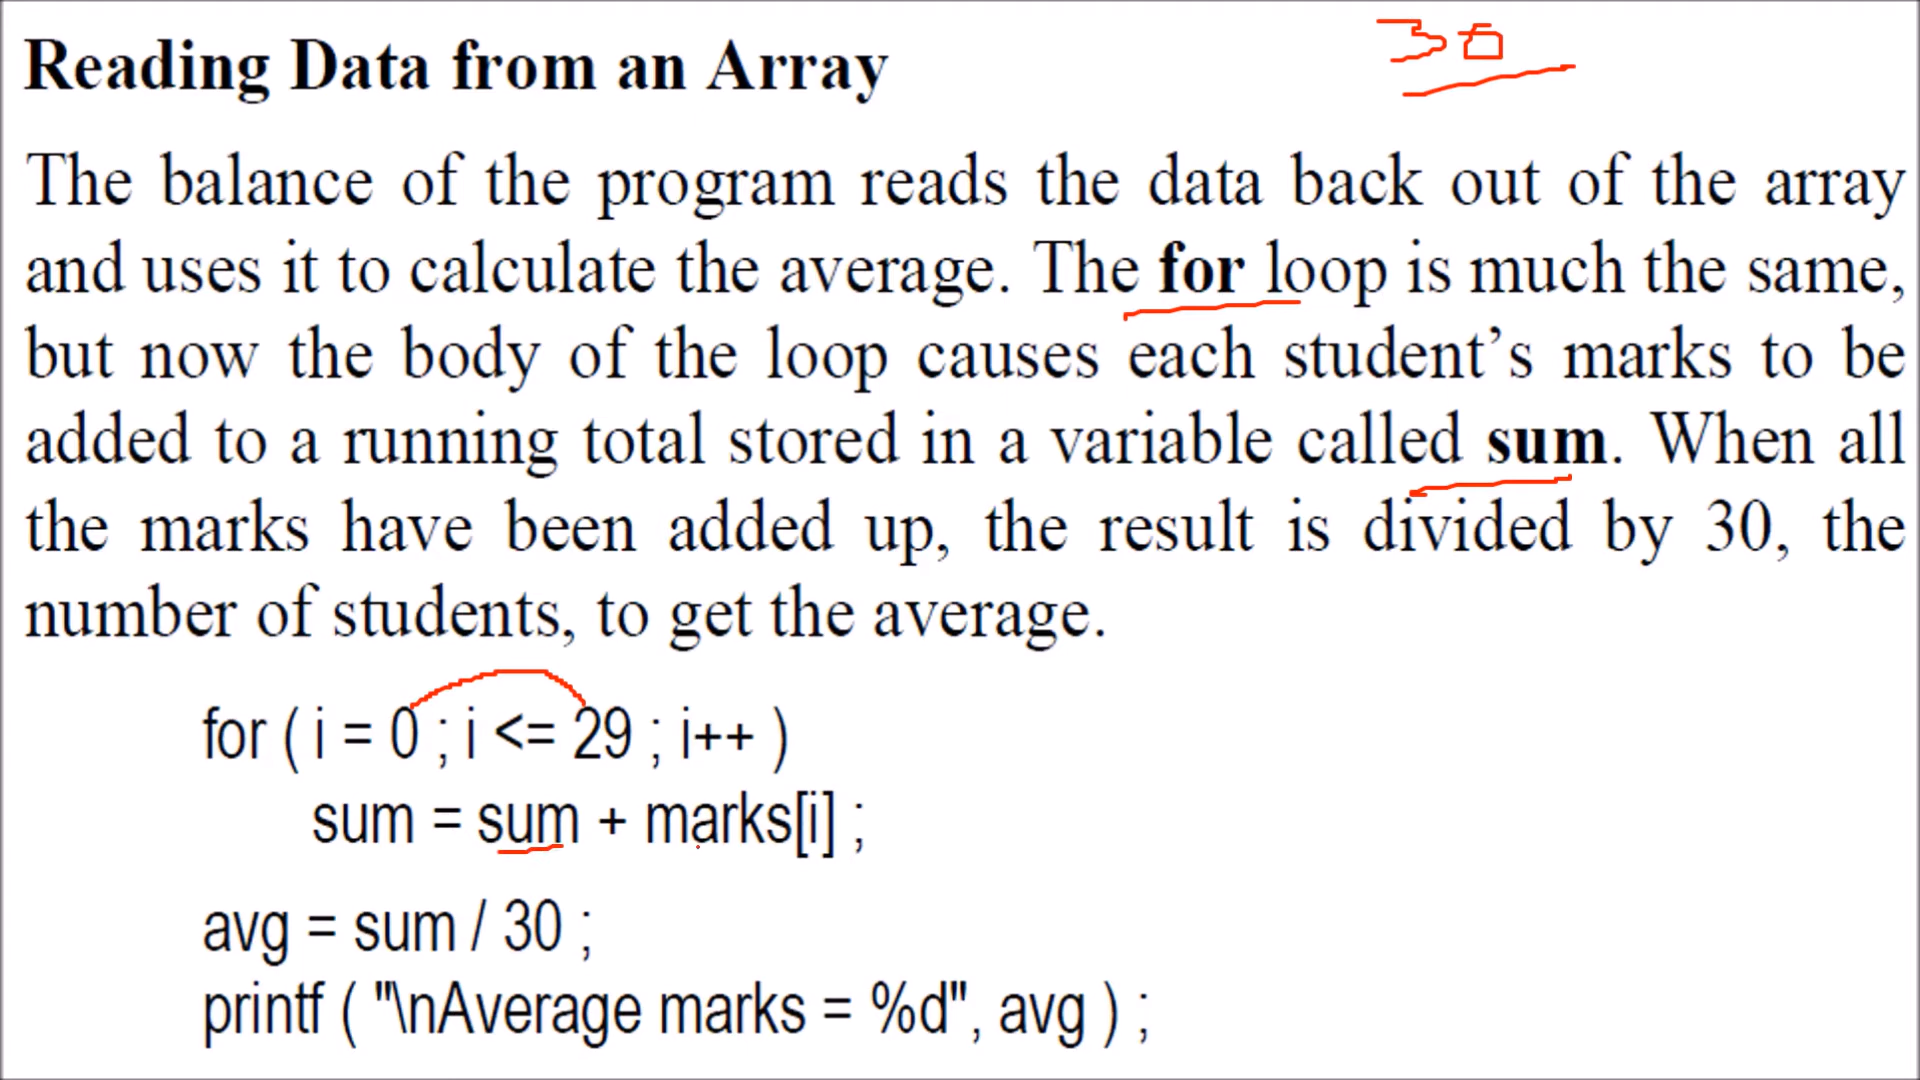 Reading Data from an Array
30
The balance of the program reads the data back out of the array
and uses it to calculate the average. The for loop is much the same,
but now the body of the loop causes each student’s marks to be
added to a running total stored in a variable called sum. When all
the marks have been added up, the result is divided by 30, the
number of students, to get the average.
for ( i = 0 ; i <= 29 ; i++ )
sum = sum + marks[i] ;
avg = sum / 30 ;
printf ( "\nAverage marks = %d", avg ) ;